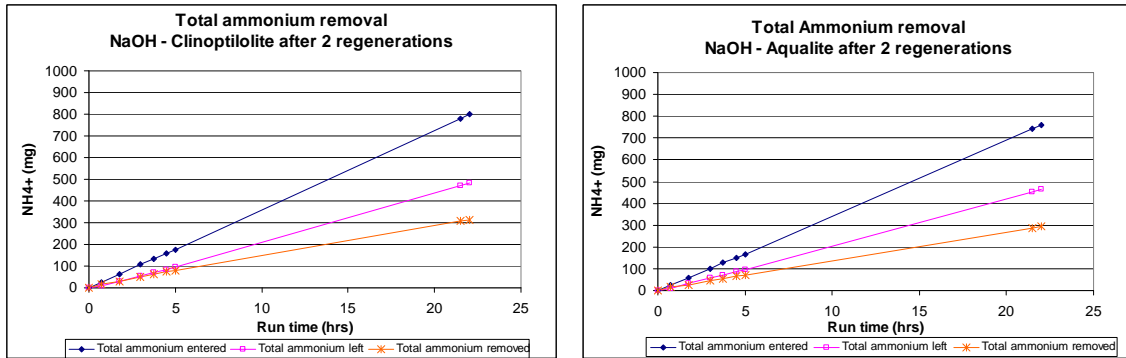 Total ammonium removal
NaOH - Clinoptilolite after 2 regenerations
1000
900
800
700
600
500
400
300
200
100
0
NH4+ (mg)
0 5 10 15 20 25
Run time (hrs)
Total ammonium entered Total ammonium left Total ammonium removed
Total Ammonium removal
NaOH - Aqualite after 2 regenerations
1000
900
800
700
600
500
400
300
200
100
0
NH4+ (mg)
0 5 10 15 20 25
Run time (hrs)
Total ammonium entered Total ammonium left Total ammonium removed